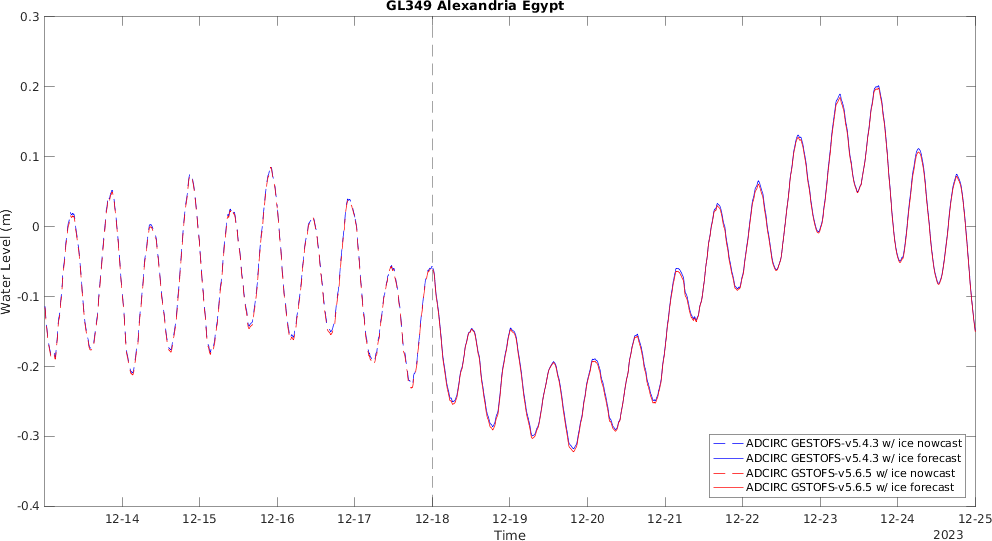 GL349 Alexandria Egypt
0.3
0.2
0.1
0
-0.1
-0.2
-0.3
-0.4
Water Level (m)
ADCIRC GESTOFS-v5.4.3 w/ ice nowcast
ADCIRC GESTOFS-v5.4.3 w/ ice forecast
ADCIRC GSTOFS-v5.6.5 w/ ice nowcast
ADCIRC GSTOFS-v5.6.5 w/ ice forecast
12-14 12-15 12-16 12-17 12-18 12-19 12-20 12-21 12-22 12-23 12-24 12-25
Time
2023